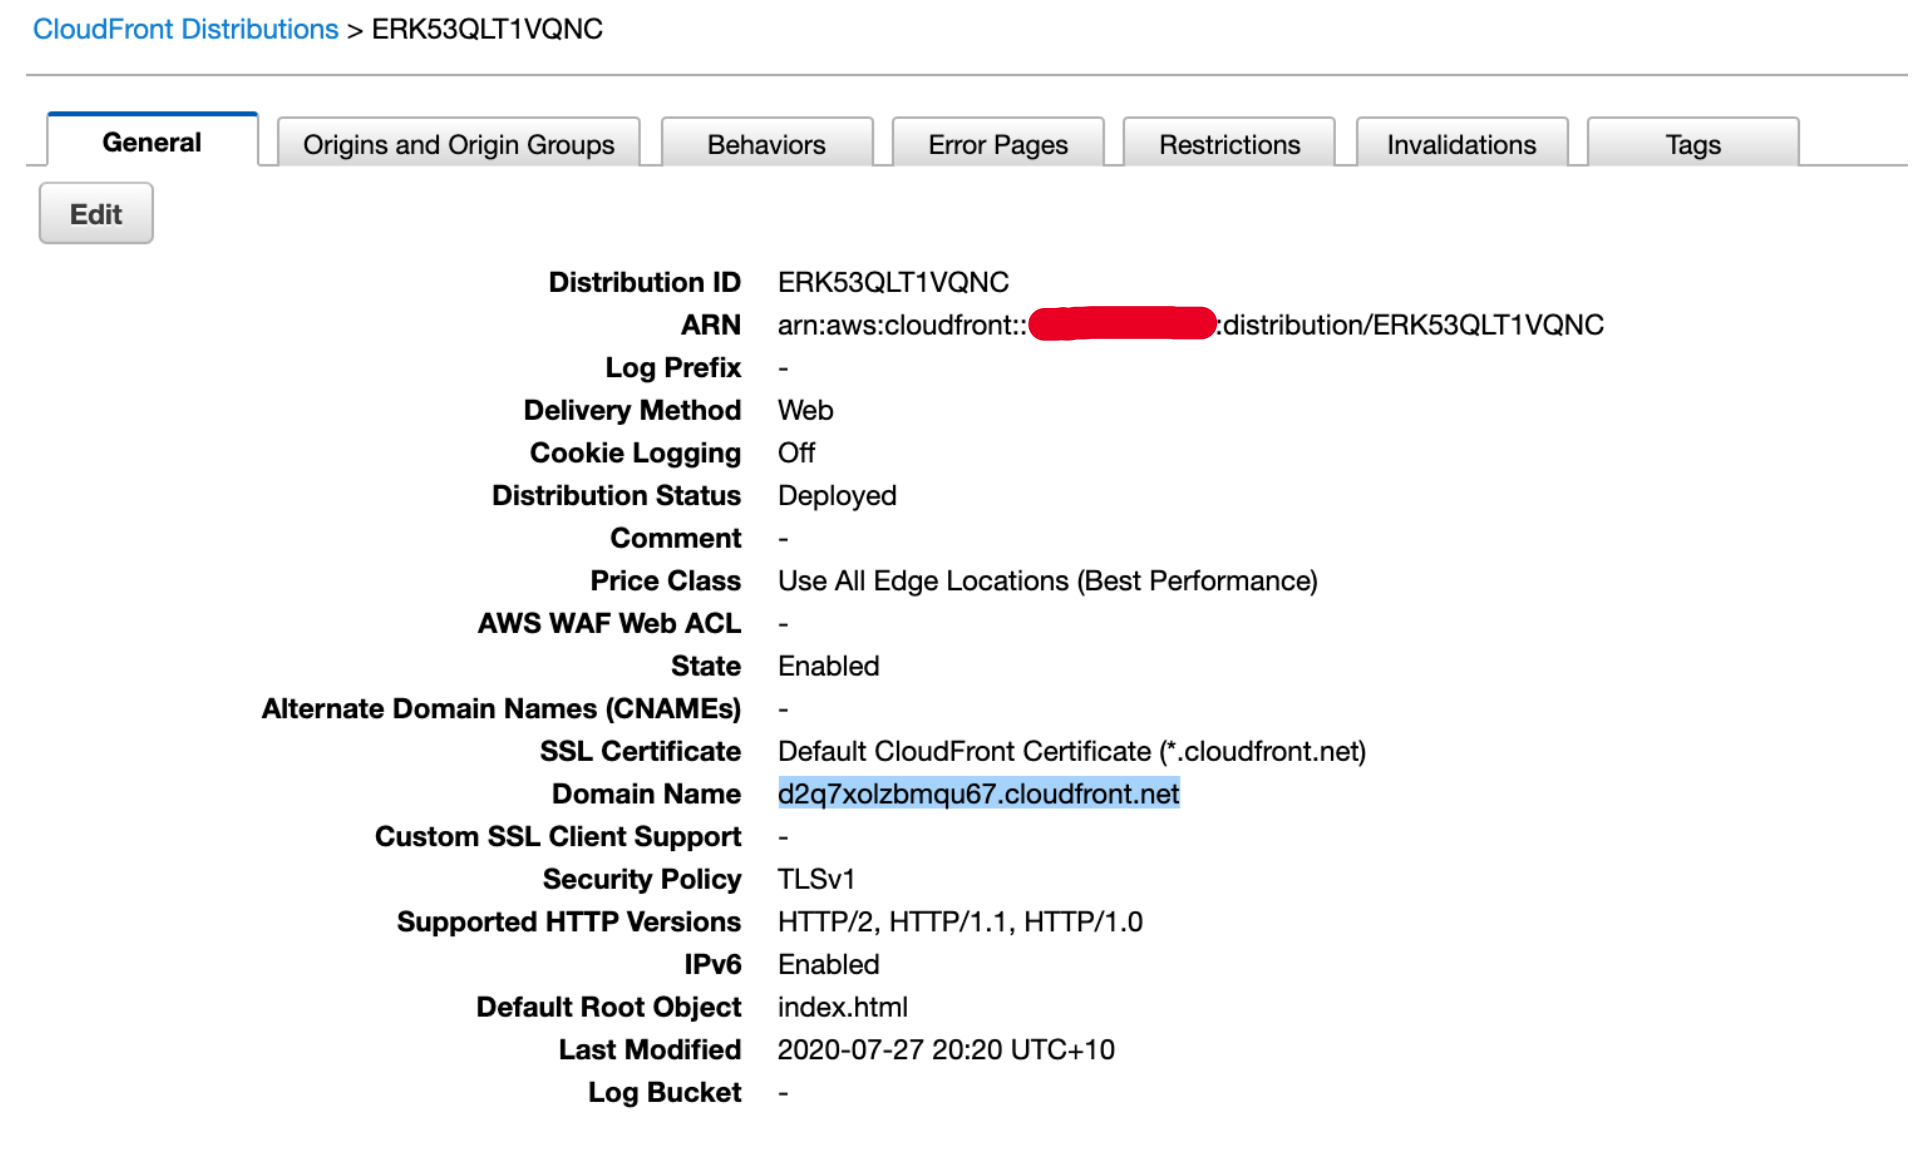 CloudFront Distributions > ERK53QLT1VQNC
General Origins and Origin Groups Behaviors Error Pages Restrictions Invalidations Tags
Edit
Distribution ID ERK53QLT1VQNC
ARN arn:aws:cloudfront:: :distribution/ERK53QLT1VQNC
Log Prefix -
Delivery Method Web
Cookie Logging Off
Distribution Status Deployed
Comment -
Price Class Use All Edge Locations (Best Performance)
AWS WAF Web ACL -
State Enabled
Alternate Domain Names (CNAMEs) -
SSL Certificate Default CloudFront Certificate (*.cloudfront.net)
Domain Name d2q7xolzbmqu67.cloudfront.net
Custom SSL Client Support -
Security Policy TLSv1
Supported HTTP Versions HTTP/2, HTTP/1.1, HTTP/1.0
IPv6 Enabled
Default Root Object index.html
Last Modified 2020-07-27 20:20 UTC+10
Log Bucket -